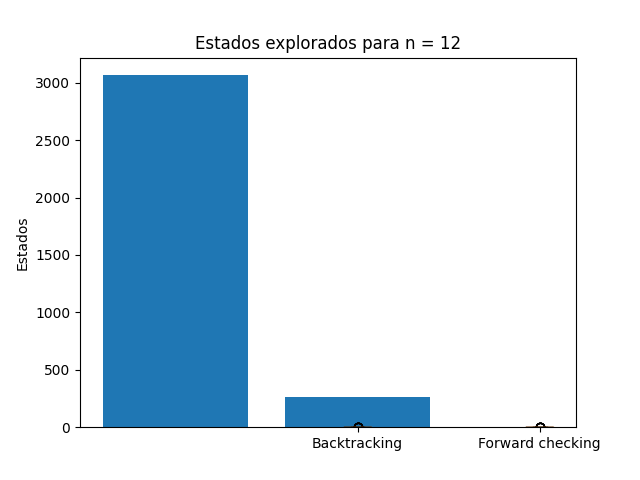 Estados explorados para n = 12
3000
2500
2000
1500
1000
500
0
Estados
Backtracking
Forward checking